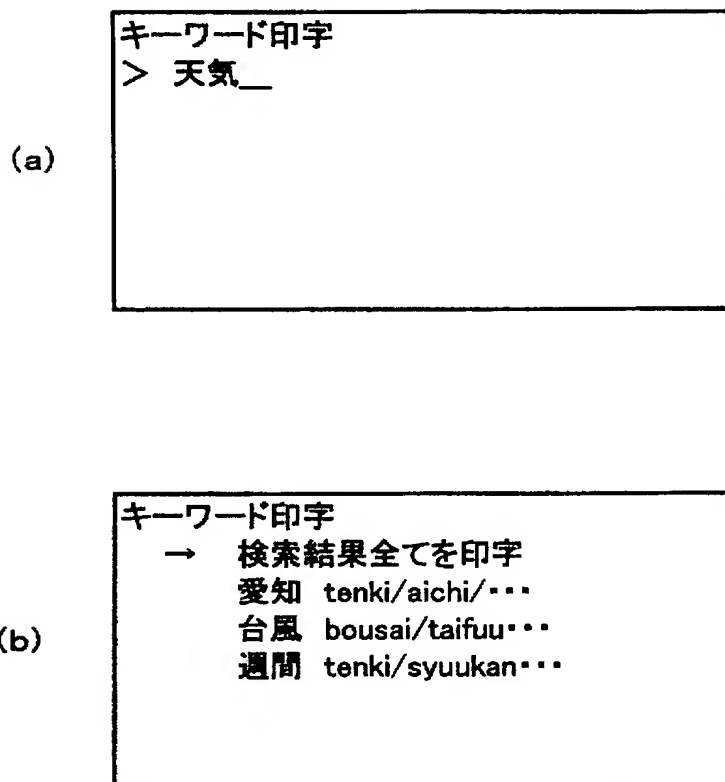 (a)
キーワード印字
> 天気__
(b)
キーワード印字
→ 検索結果全てを印字
愛知 tenki/aichi/・・・
台風 bousai/taifuu・・・
週間 tenki/syuukan・・・